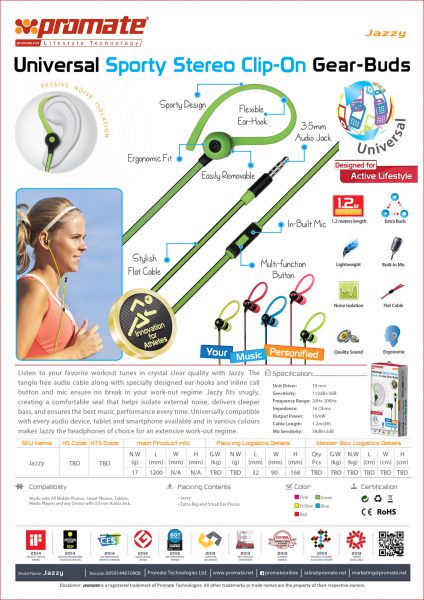 promate®
promate.net | Lifestyle Technology
Jazzy
Universal Sporty Stereo Clip-On Gear-Buds
PASSIVE NOISE ISOLATION
Sporty Design
Flexible
Ear-Hook
3.5mm
Audio Jack
Universal
Ergonomic Fit
Easily Removable
Designed for
Active Lifestyle
1.2M
1.2 meters length
Extra Buds
In-Built Mic
Lightweight
Built-in Mic
Stylish
Flat Cable
Multi-function
Button
Noise Isolation
Flat Cable
Innovation for
Athletes
Quality Sound
Ergonomic
Your Music Personified
Listen to your favorite workout tunes in crystal clear quality with Jazzy. The
tangle free audio cable along with specially designed ear-hooks and inline call
button and mic ensure no break in your work-out regime. Jazzy fits snugly,
creating a comfortable seal that helps isolate external noise, delivers deeper
bass, and ensures the best music performance every time. Universally compatible
with every audio device, tablet and smartphone available and in various colours
makes Jazzy the headphones of choice for an extensive work-out regime.
Specification
Unit Driver: 10 mm
Sensitivity: 112dB±3dB
Frequency Range: 20Hz-20KHz
Impedance: 16 Ohms
Output Power: 15mW
Cable Length: 1.2m(4ft)
Mic Sensitivity: 38dB±3dB
SKU Name HS Code HTS Code main Product info Packing Logistics Details Master Box Logistics Details
N.W (g) L (mm) W (mm) H (mm) G.W (kg) N.W (kg) L (mm) W (mm) H (mm) Qty Pcs G.W (kg) N.W (kg) L (cm) W (cm) H (cm)
Jazzy TBD TBD 17 1200 N/A N/A TBD TBD 32 90 168 TBD TBD TBD TBD TBD TBD
Compatibility
Works with All Mobile Phones, Smart Phones, Tablets,
Media Players and any Device with 3.5 mm Audio Jack.
Packing Contents
- Jazzy
- Extra Big and Small Ear Pieces
Color
Pink
Green
Yellow
Blue
Red
Certification
CE RoHS
Model Name: Jazzy
Promate Technologies Ltd. | www.promate.net | promateonline | sales@promate.net | marketing@promate.net
Disclaimer: promate is a registered trademark of Promate Technologies. All other trademarks or trade names are the property of their respective owners.